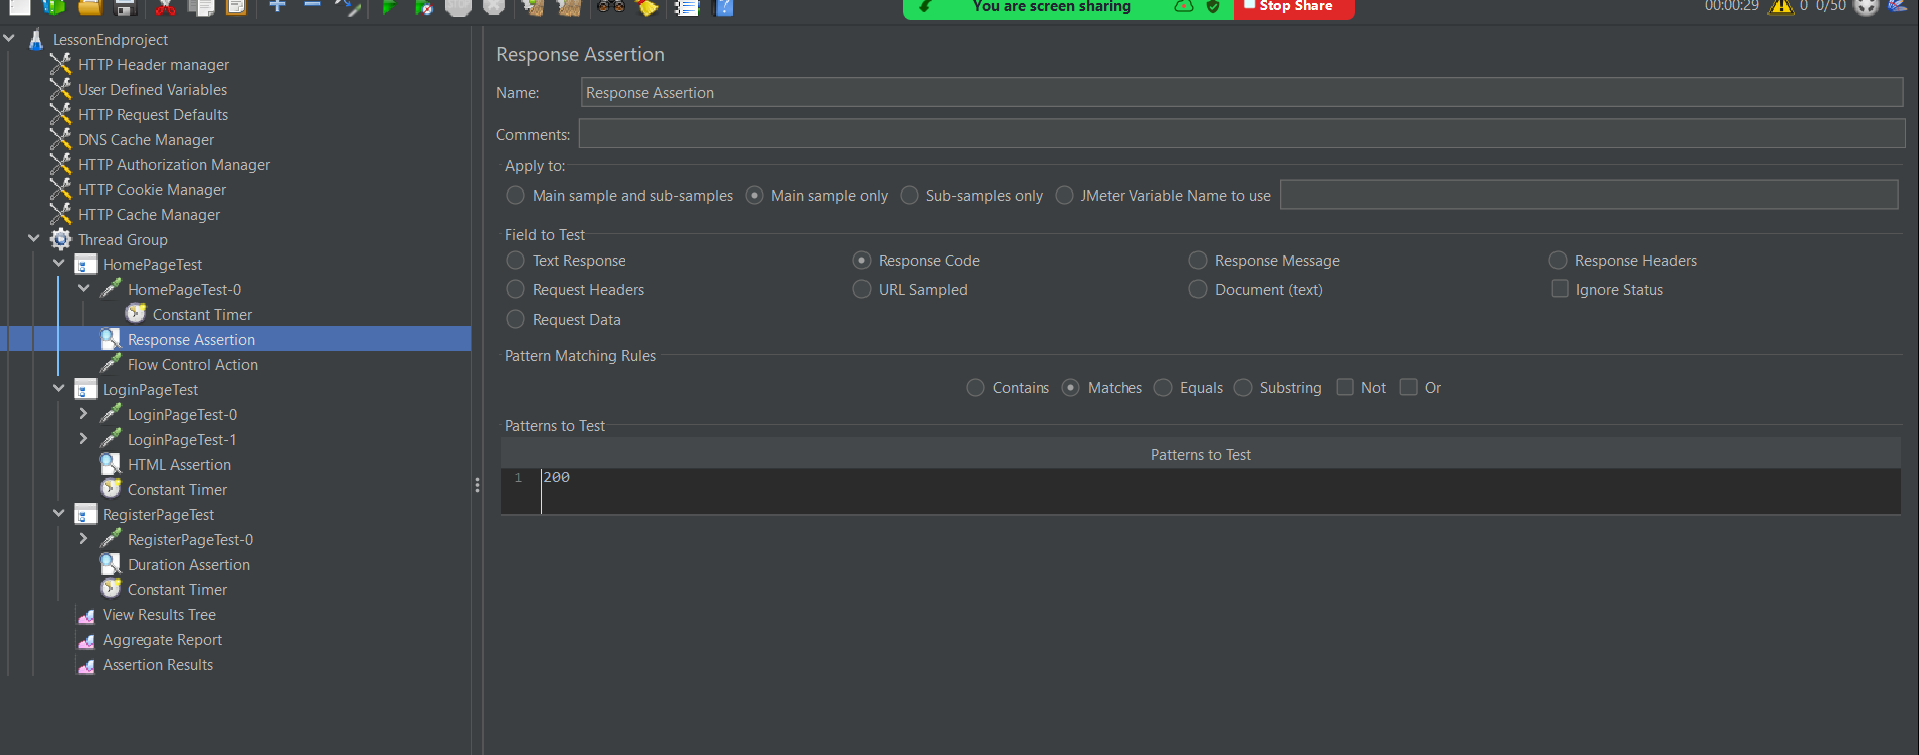 You are screen sharing
Stop Share
00:00:29
0 0/50
LessonEndproject
HTTP Header manager
User Defined Variables
HTTP Request Defaults
DNS Cache Manager
HTTP Authorization Manager
HTTP Cookie Manager
HTTP Cache Manager
Thread Group
HomePageTest
HomePageTest-0
Constant Timer
Response Assertion
Flow Control Action
LoginPageTest
LoginPageTest-0
LoginPageTest-1
HTML Assertion
Constant Timer
RegisterPageTest
RegisterPageTest-0
Duration Assertion
Constant Timer
View Results Tree
Aggregate Report
Assertion Results
Response Assertion
Name: Response Assertion
Comments:
Apply to:
Main sample and sub-samples Main sample only Sub-samples only JMeter Variable Name to use
Field to Test
Text Response Response Code Response Message Response Headers
Request Headers URL Sampled Document (text) Ignore Status
Request Data
Pattern Matching Rules
Contains Matches Equals Substring Not Or
Patterns to Test
Patterns to Test
1 200